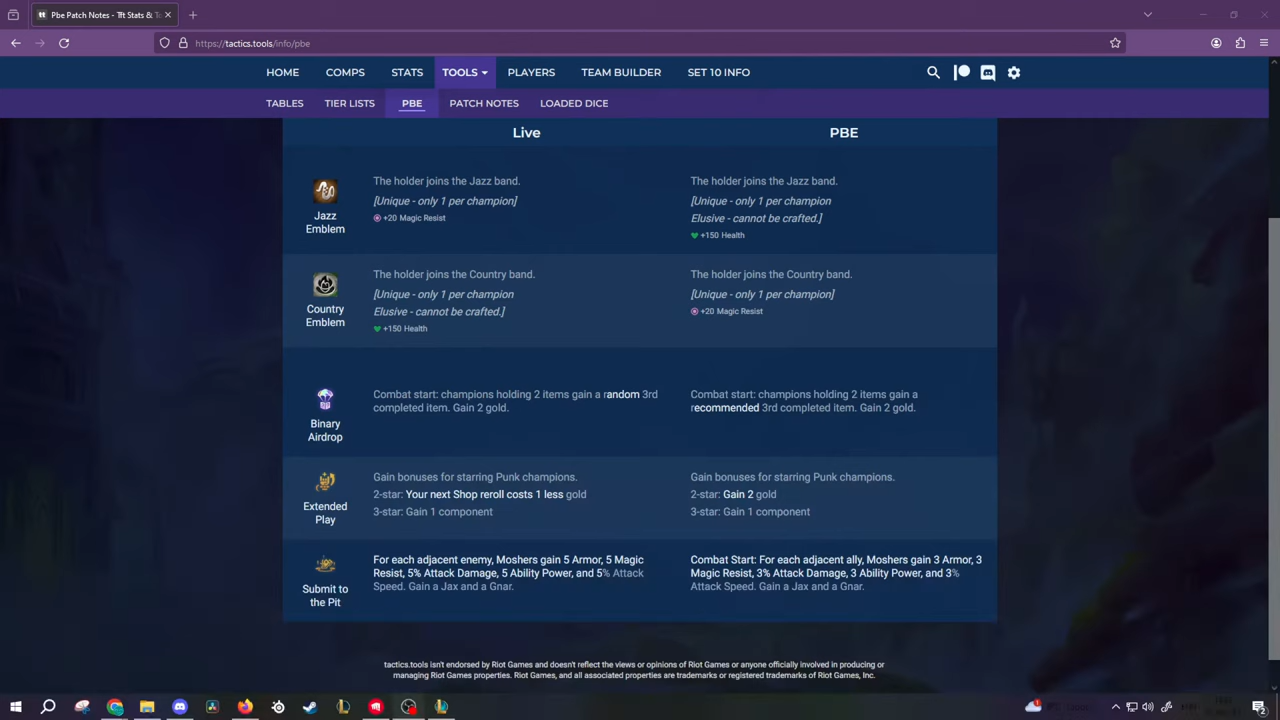 Pbe Patch Notes - Tft Stats & To
https://tactics.tools/info/pbe
HOME COMPS STATS TOOLS PLAYERS TEAM BUILDER SET 10 INFO
TABLES TIER LISTS PBE PATCH NOTES LOADED DICE
Live PBE
Jazz
Emblem
The holder joins the Jazz band.
[Unique - only 1 per champion]
+20 Magic Resist
The holder joins the Jazz band.
[Unique - only 1 per champion
Elusive - cannot be crafted.]
+150 Health
Country
Emblem
The holder joins the Country band.
[Unique - only 1 per champion
Elusive - cannot be crafted.]
+150 Health
The holder joins the Country band.
[Unique - only 1 per champion]
+20 Magic Resist
Binary
Airdrop
Combat start: champions holding 2 items gain a random 3rd
completed item. Gain 2 gold.
Combat start: champions holding 2 items gain a
recommended 3rd completed item. Gain 2 gold.
Extended
Play
Gain bonuses for starring Punk champions.
2-star: Your next Shop reroll costs 1 less gold
3-star: Gain 1 component
Gain bonuses for starring Punk champions.
2-star: Gain 2 gold
3-star: Gain 1 component
Submit to
the Pit
For each adjacent enemy, Moshers gain 5 Armor, 5 Magic
Resist, 5% Attack Damage, 5 Ability Power, and 5% Attack
Speed. Gain a Jax and a Gnar.
Combat Start: For each adjacent ally, Moshers gain 3 Armor, 3
Magic Resist, 3% Attack Damage, 3 Ability Power, and 3%
Attack Speed. Gain a Jax and a Gnar.
tactics.tools isn't endorsed by Riot Games and doesn't reflect the views or opinions of Riot Games or anyone officially involved in producing or
managing Riot Games properties. Riot Games, and all associated properties are trademarks or registered trademarks of Riot Games, Inc.